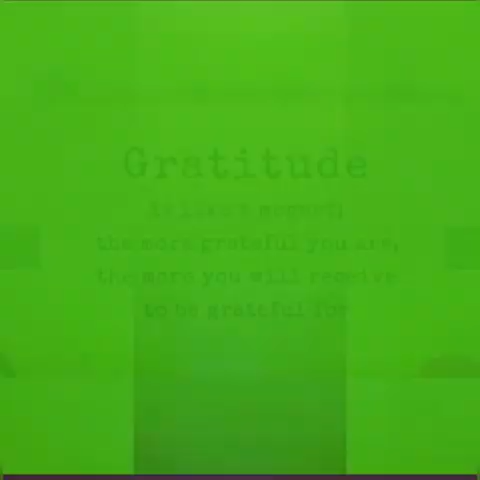 Gratitude
is like a magnet;
the more grateful you are,
the more you will receive
to be grateful for